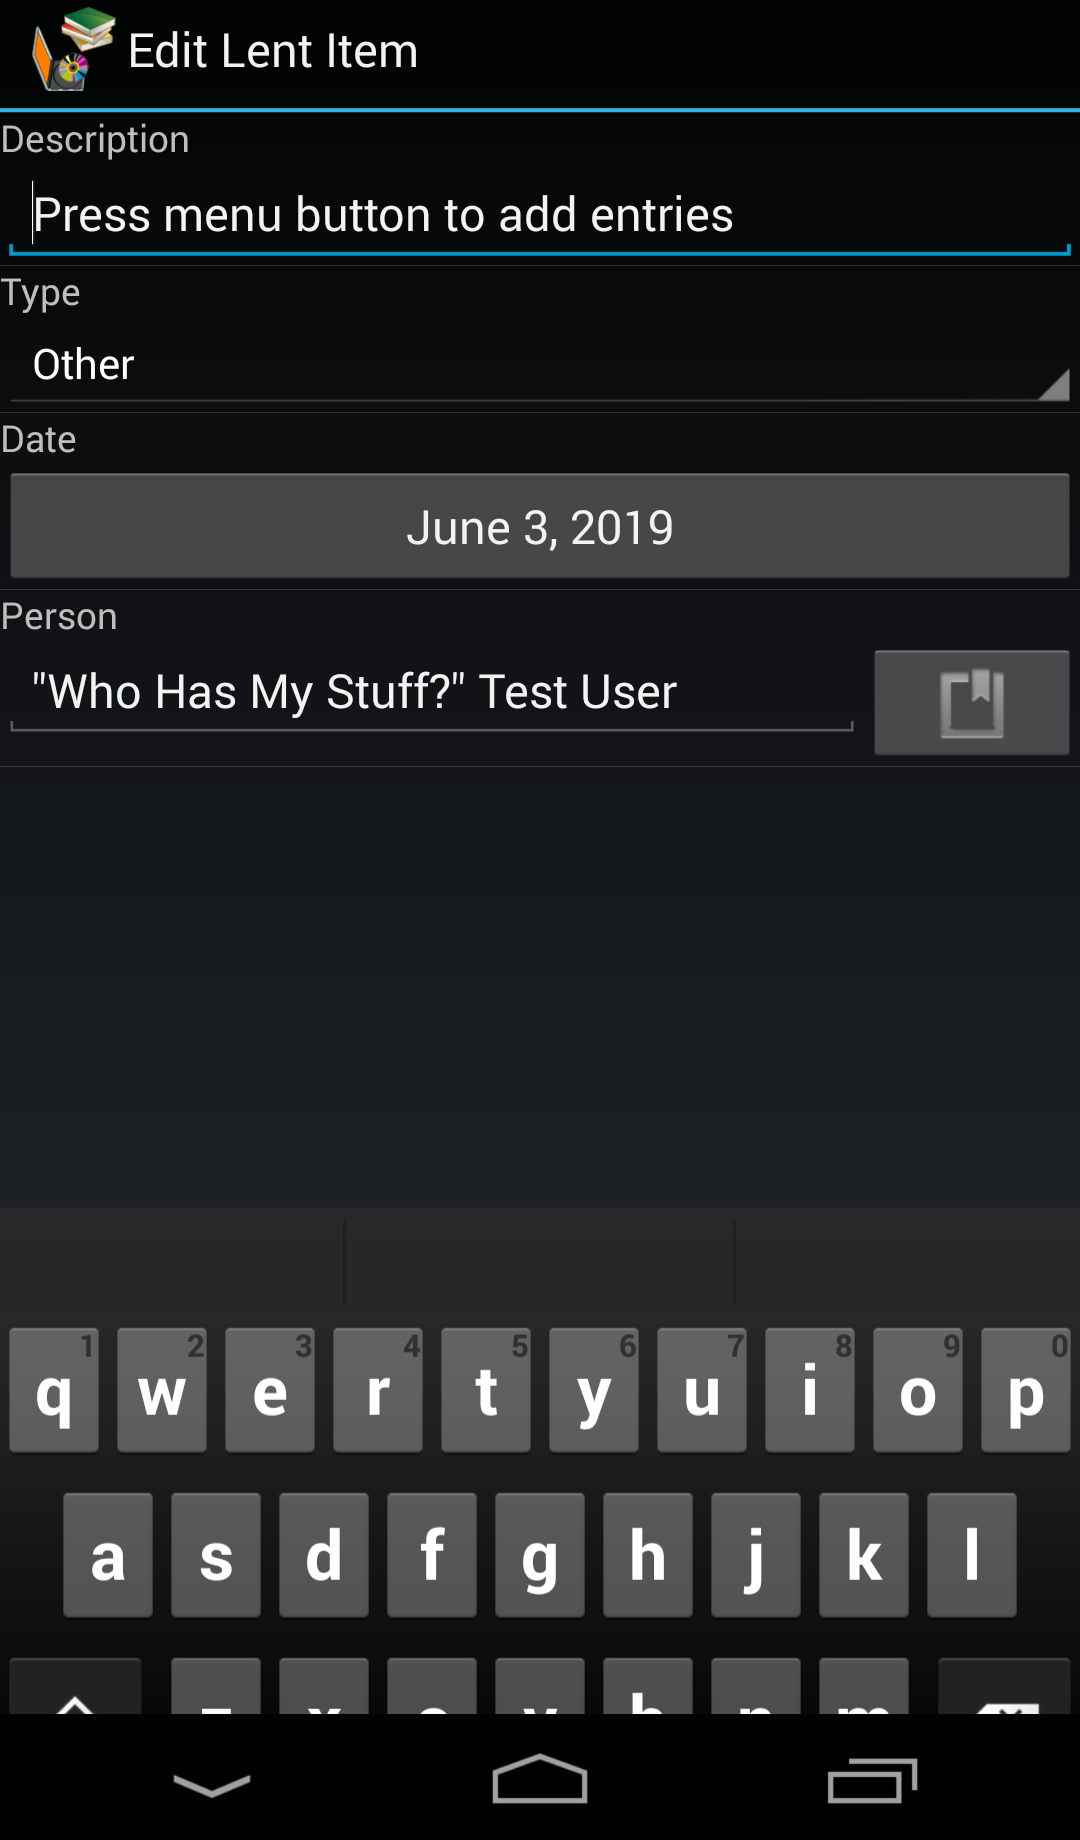 Edit Lent Item
Description
Press menu button to add entries
Type
Other
Date
June 3, 2019
Person
"Who Has My Stuff?" Test User
1 2 3 4 5 6 7 8 9 0
q w e r t y u i o p
a s d f g h j k l
z x c v b n m